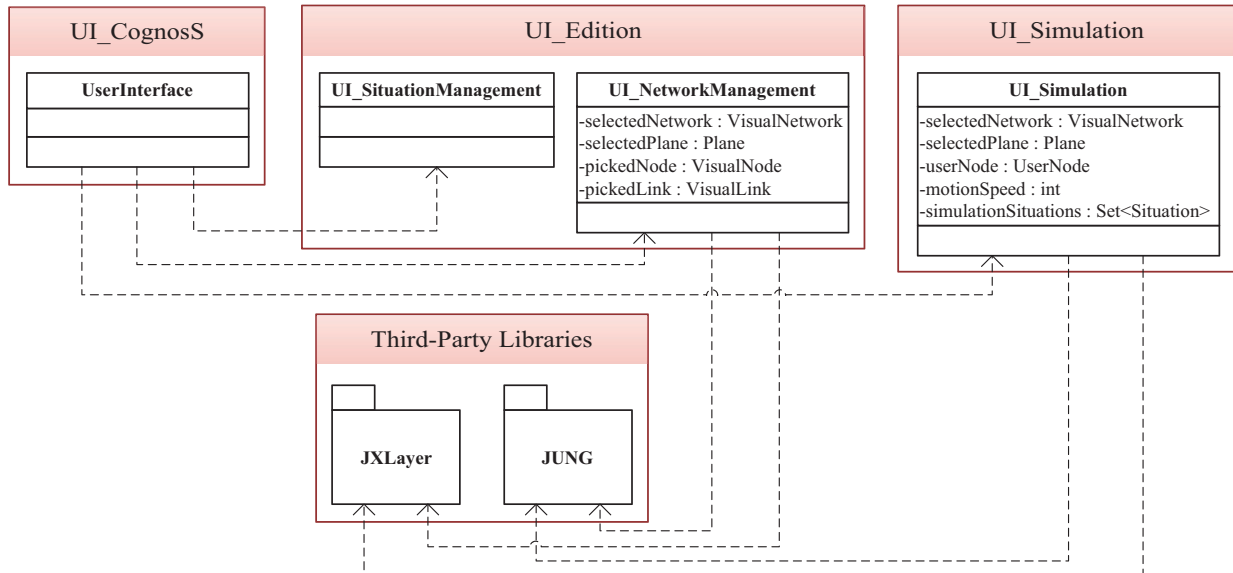 UI_CognosS
UserInterface
UI_Edition
UI_SituationManagement
UI_NetworkManagement
-selectedNetwork : VisualNetwork
-selectedPlane : Plane
-pickedNode : VisualNode
-pickedLink : VisualLink
UI_Simulation
UI_Simulation
-selectedNetwork : VisualNetwork
-selectedPlane : Plane
-userNode : UserNode
-motionSpeed : int
-simulationSituations : Set<Situation>
Third-Party Libraries
JXLayer
JUNG